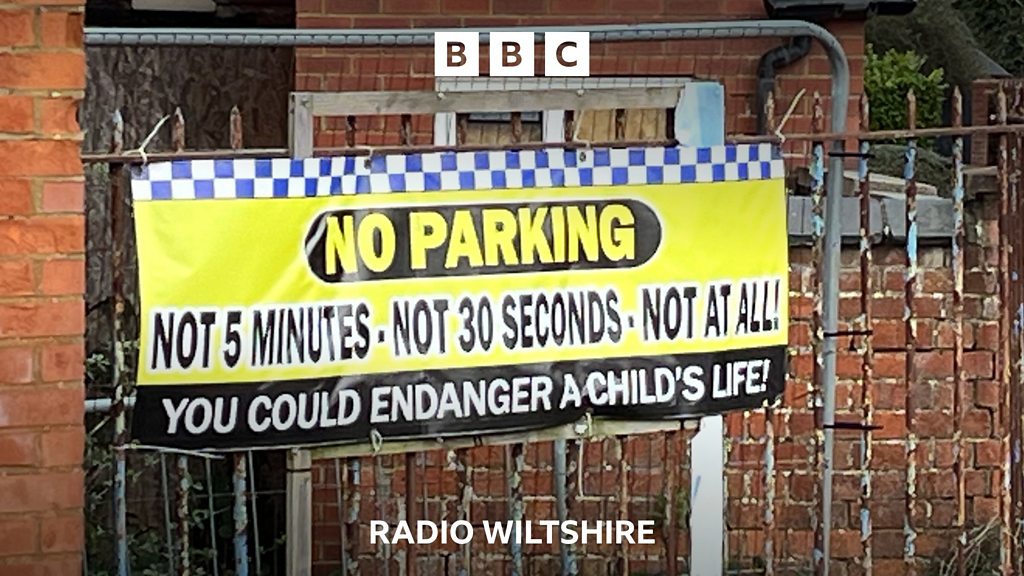 BBC
NO PARKING
NOT 5 MINUTES - NOT 30 SECONDS - NOT AT ALL!
YOU COULD ENDANGER A CHILD'S LIFE!
RADIO WILTSHIRE